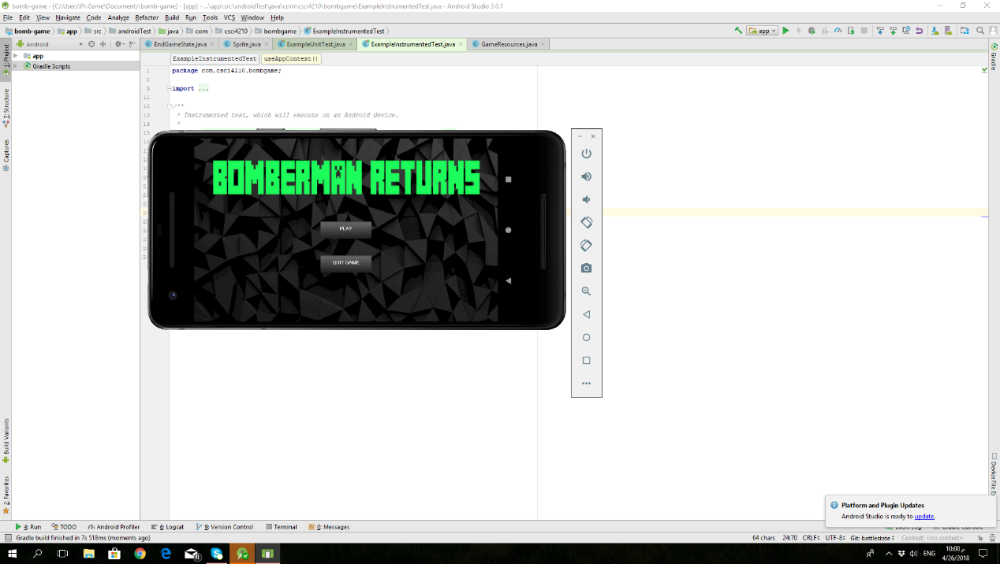 bomb-game - [C:\Users\Pr.Game\Documents\bomb-game] - [app] - ...\app\src\androidTest\java\com\csci4210\bombgame\ExampleInstrumentedTest.java - Android Studio 3.0.1
File Edit View Navigate Code Analyze Refactor Build Run Tools VCS Window Help
bomb-game app src androidTest java com csci4210 bombgame ExampleInstrumentedTest
app
Android
EndGameState.java Sprite.java ExampleUnitTest.java ExampleInstrumentedTest.java GameResources.java
1: Project
app
Gradle Scripts
ExampleInstrumentedTest useAppContext()
Gradle
1 package com.csci4210.bombgame;
2
3 import ...
11
12 /**
13 * Instrumented test, which will execute on an Android device.
14 *
15
Z: Structure
Captures
BOMBERMAN RETURNS
PLAY
QUIT GAME
Build Variants
2: Favorites
Platform and Plugin Updates
Android Studio is ready to update.
4: Run TODO Android Profiler 6: Logcat 9: Version Control Terminal 0: Messages
Gradle build finished in 7s 518ms (moments ago)
64 chars 24:70 CRLF÷ UTF-8÷ Git: battlestate÷ Context: <no context>
ENG
10:00 م
4/26/2018